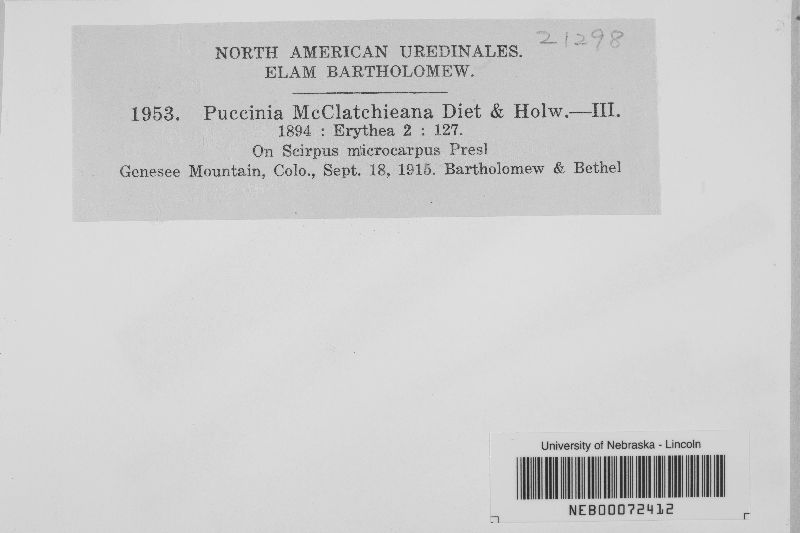 21298
NORTH AMERICAN UREDINALES.
ELAM BARTHOLOMEW.
1953. Puccinia McClatchieana Diet & Holw.—III.
1894 : Erythea 2 : 127.
On Scirpus microcarpus Presl
Genesee Mountain, Colo., Sept. 18, 1915. Bartholomew & Bethel
University of Nebraska - Lincoln
NEB00072412